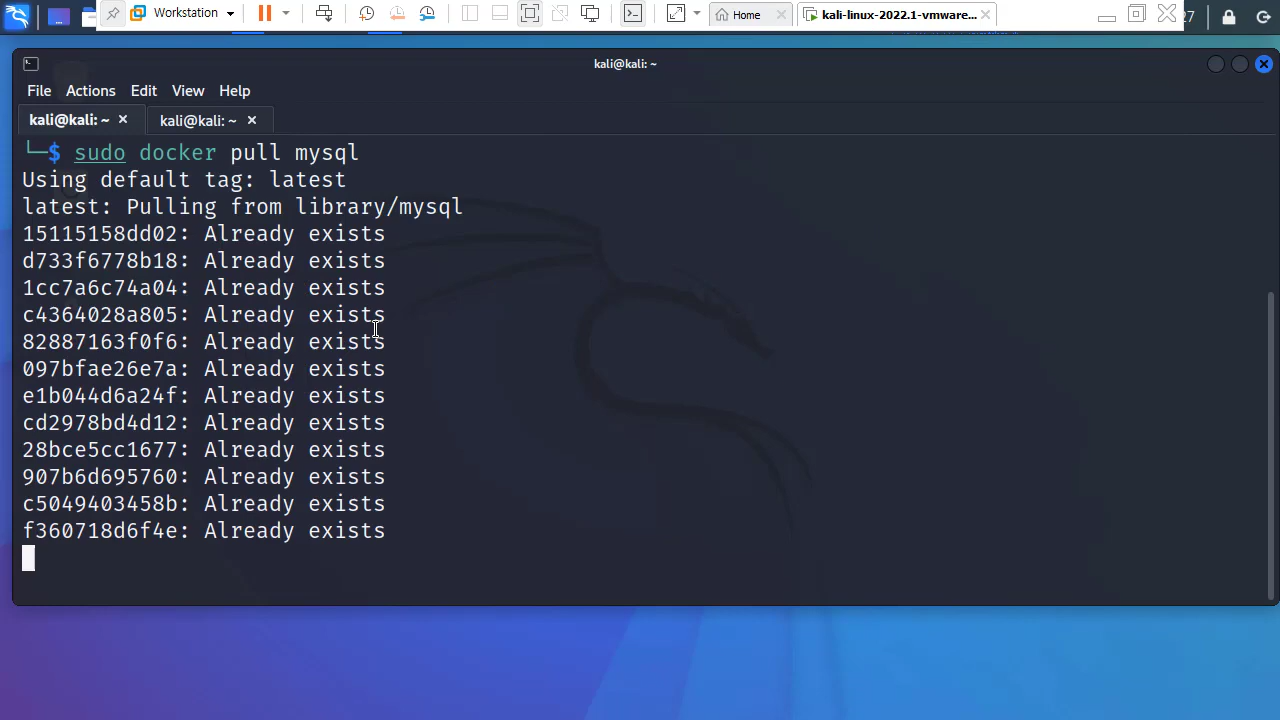 Workstation
Home
kali-linux-2022.1-vmware...
27
kali@kali: ~
File Actions Edit View Help
kali@kali: ~
kali@kali: ~
└─$ sudo docker pull mysql
Using default tag: latest
latest: Pulling from library/mysql
15115158dd02: Already exists
d733f6778b18: Already exists
1cc7a6c74a04: Already exists
c4364028a805: Already exists
82887163f0f6: Already exists
097bfae26e7a: Already exists
e1b044d6a24f: Already exists
cd2978bd4d12: Already exists
28bce5cc1677: Already exists
907b6d695760: Already exists
c5049403458b: Already exists
f360718d6f4e: Already exists